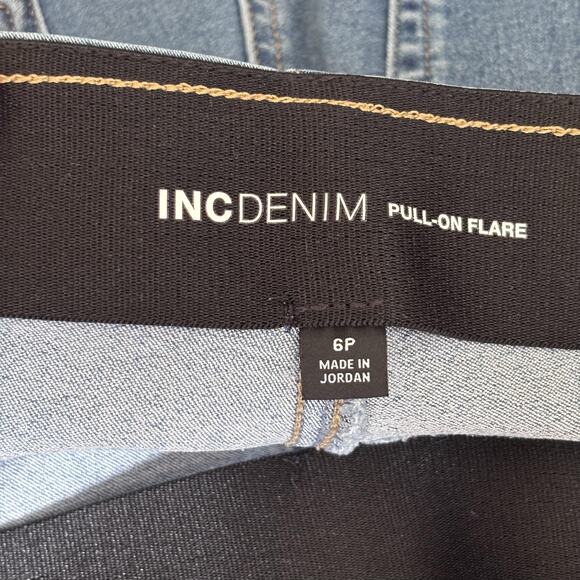 INCDENIM PULL-ON FLARE
6P
MADE IN
JORDAN